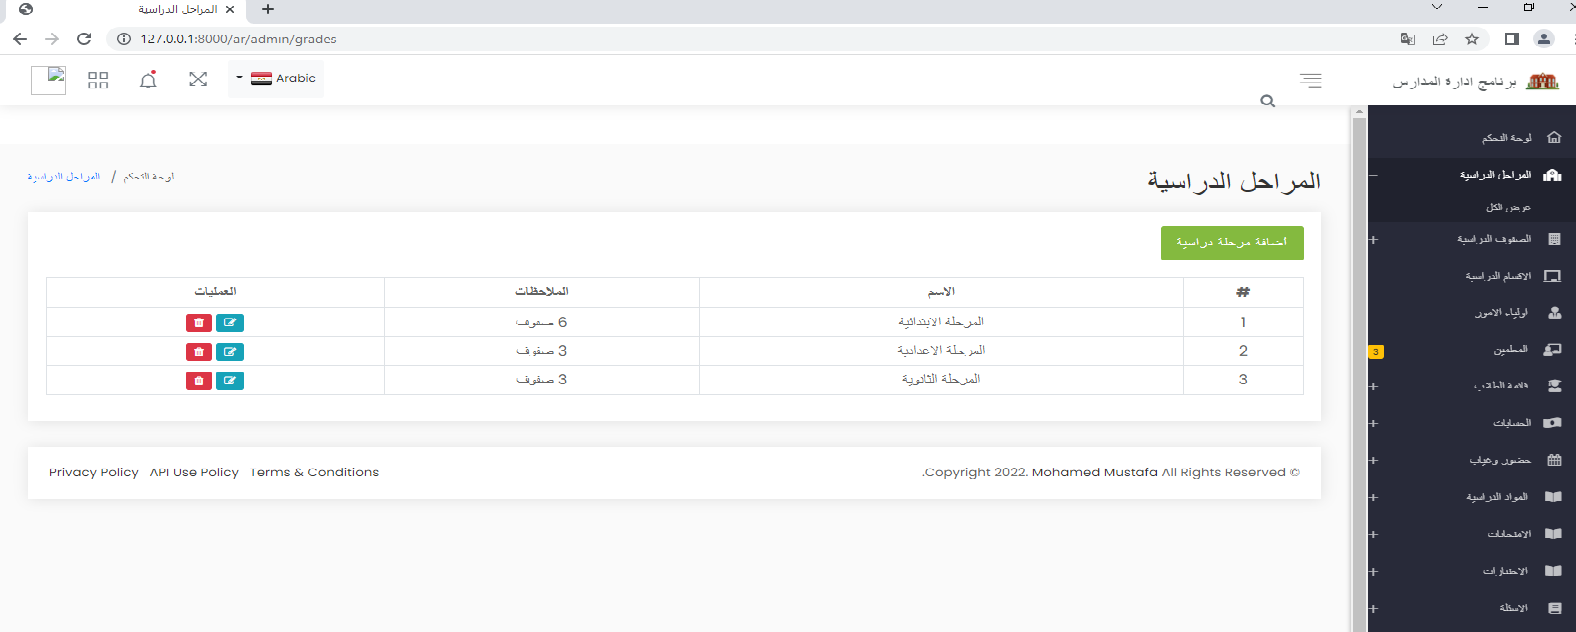 المراحل الدراسية
127.0.0.1:8000/ar/admin/grades
برنامج ادارة المدارس
Arabic
لوحة التحكم
المراحل الدراسية
عرض الكل
الصفوف الدراسية
الاقسام الدراسية
اولياء الامور
المعلمين
3
قائمة الطلاب
الحسابات
حضور وغياب
المواد الدراسية
الامتحانات
الاختبارات
الاسئلة
المراحل الدراسية
لوحة التحكم / المراحل الدراسية
اضافة مرحلة دراسية
# الاسم الملاحظات العمليات
1 المرحلة الابتدائية 6 صفوف
2 المرحلة الاعدادية 3 صفوف
3 المرحلة الثانوية 3 صفوف
.Copyright 2022. Mohamed Mustafa All Rights Reserved ©
Privacy Policy API Use Policy Terms & Conditions